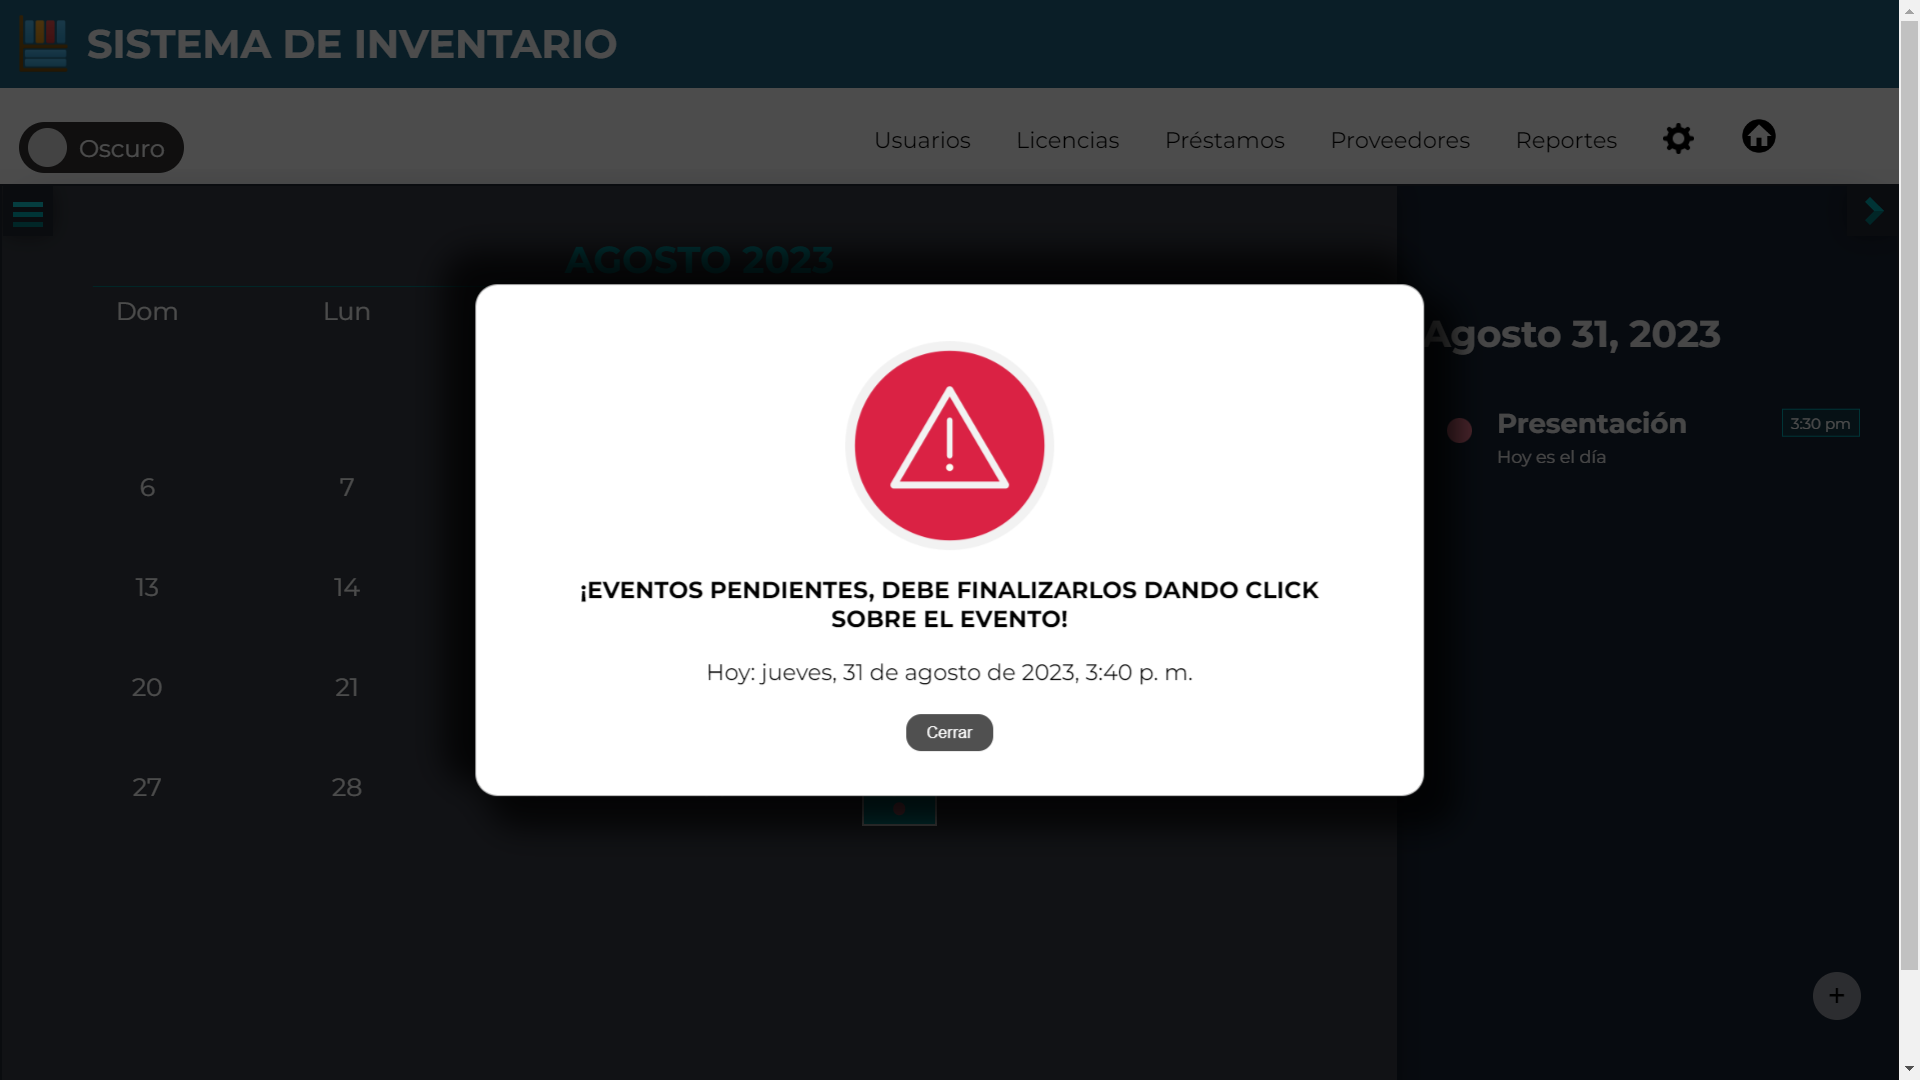 SISTEMA DE INVENTARIO
Oscuro
Usuarios Licencias Préstamos Proveedores Reportes
AGOSTO 2023
Dom Lun
6 7
13 14
20 21
27 28
¡EVENTOS PENDIENTES, DEBE FINALIZARLOS DANDO CLICK
SOBRE EL EVENTO!
Hoy: jueves, 31 de agosto de 2023, 3:40 p. m.
Cerrar
Agosto 31, 2023
Presentación 3:30 pm
Hoy es el día
+